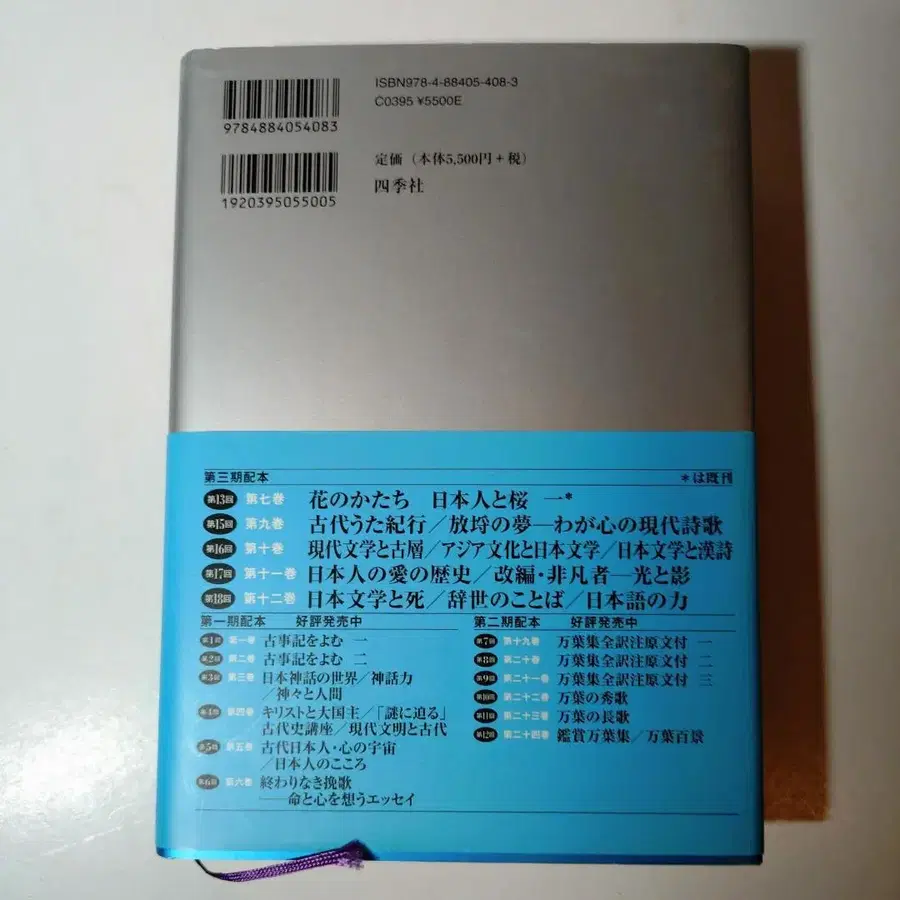 ISBN978-4-88405-408-3
C0395 ¥5500E
9784884054083
定価（本体5,500円＋税）
四季社
1920395055005
第三期配本 ＊は既刊
第13回 第七巻 花のかたち 日本人と桜 一＊
第15回 第九巻 古代うた紀行／放埓の夢―わが心の現代詩歌
第16回 第十巻 現代文学と古層／アジア文化と日本文学／日本文学と漢詩
第17回 第十一巻 日本人の愛の歴史／改編・非凡者―光と影
第18回 第十二巻 日本文学と死／辞世のことば／日本語の力
第一期配本 好評発売中
第1回 第一巻 古事記をよむ 一
第2回 第二巻 古事記をよむ 二
第3回 第三巻 日本神話の世界／神話力
／神々と人間
第4回 第四巻 キリストと大国主／「謎に迫る」
古代史講座／現代文明と古代
第5回 第五巻 古代日本人・心の宇宙
／日本人のこころ
第6回 第六巻 終わりなき挽歌
――命と心を想うエッセイ
第二期配本 好評発売中
第7回 第十九巻 万葉集全訳注原文付 一
第8回 第二十巻 万葉集全訳注原文付 二
第9回 第二十一巻 万葉集全訳注原文付 三
第10回 第二十二巻 万葉の秀歌
第11回 第二十三巻 万葉の長歌
第12回 第二十四巻 鑑賞万葉集／万葉百景